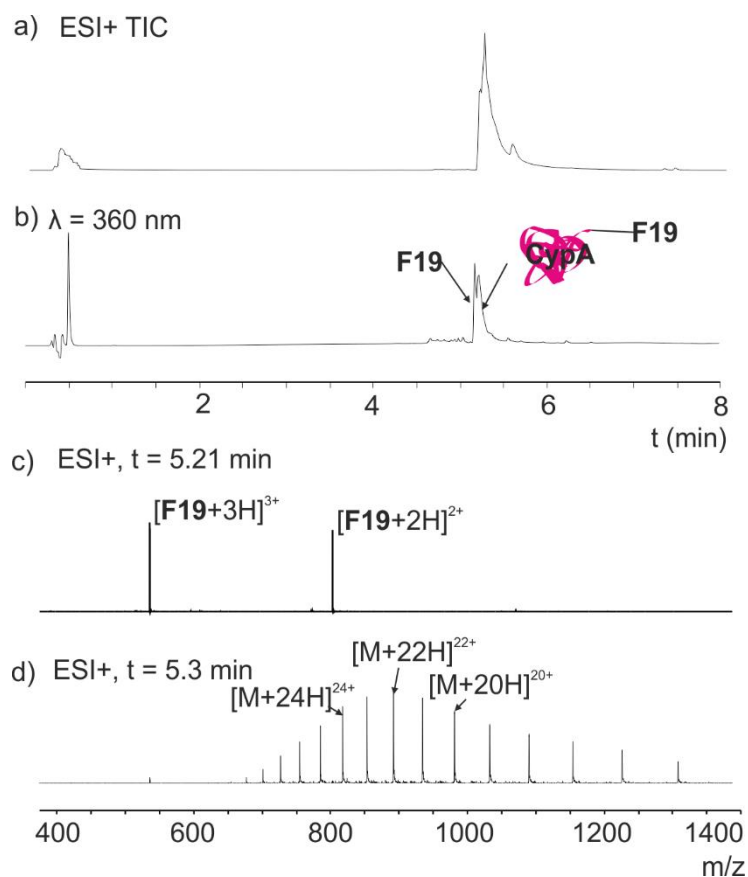 a) ESI+ TIC
b) λ = 360 nm
F19
CypA
F19
2 4 6 8
t (min)
c) ESI+, t = 5.21 min
[F19+3H]³⁺ [F19+2H]²⁺
d) ESI+, t = 5.3 min
[M+22H]²²⁺
[M+24H]²⁴⁺ [M+20H]²⁰⁺
400 600 800 1000 1200 1400
m/z